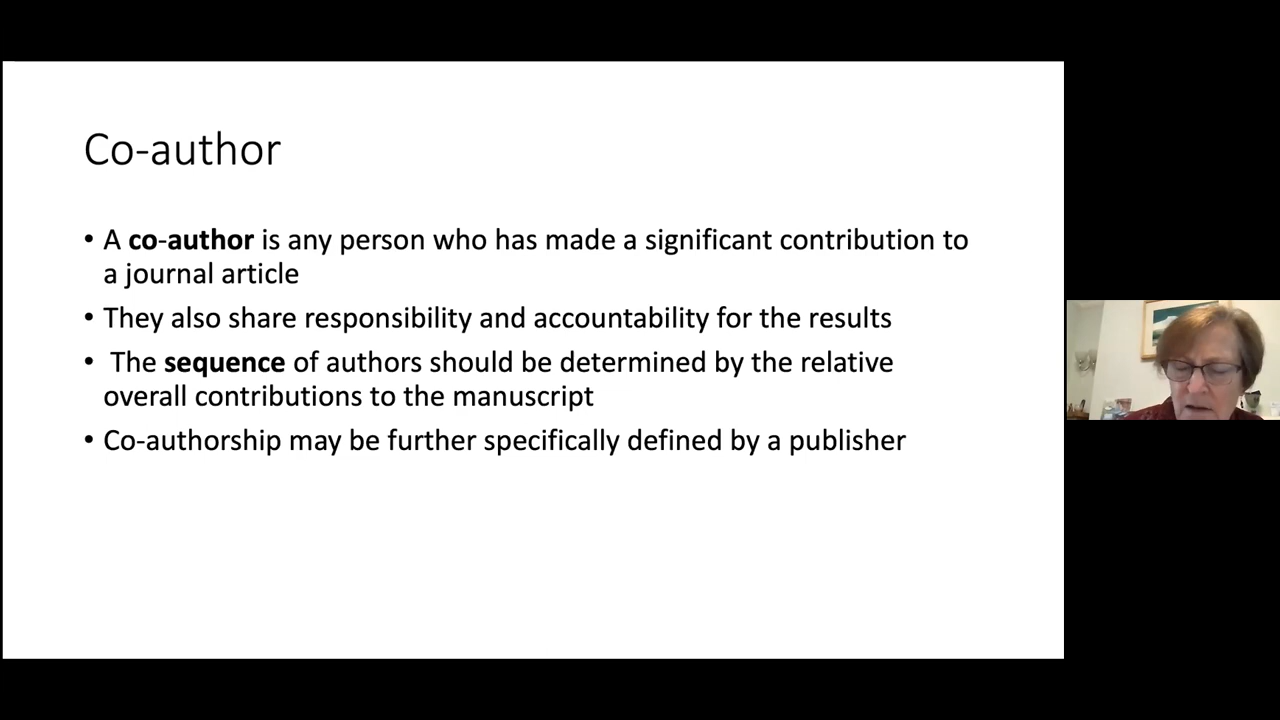 Co-author
• A co-author is any person who has made a significant contribution to
a journal article
• They also share responsibility and accountability for the results
• The sequence of authors should be determined by the relative
overall contributions to the manuscript
• Co-authorship may be further specifically defined by a publisher